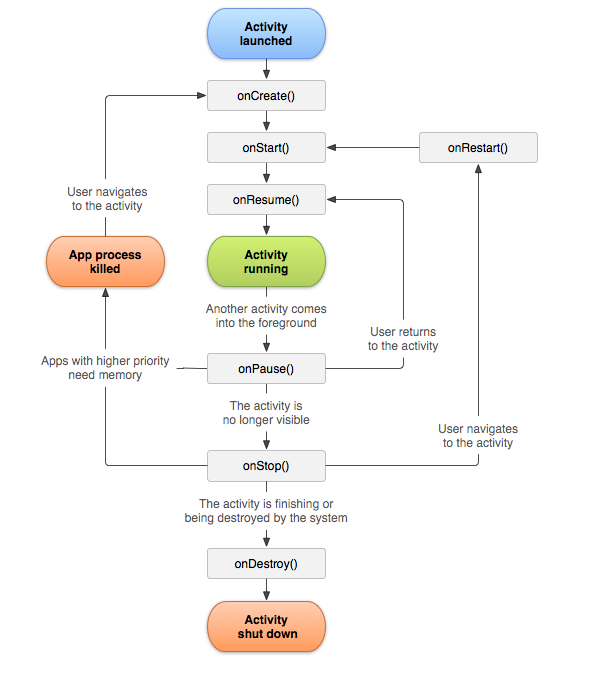 Activity
launched
onCreate()
onStart()
onRestart()
User navigates
to the activity
onResume()
App process
killed
Activity
running
Another activity comes
into the foreground
User returns
to the activity
Apps with higher priority
need memory
onPause()
The activity is
no longer visible
User navigates
to the activity
onStop()
The activity is finishing or
being destroyed by the system
onDestroy()
Activity
shut down